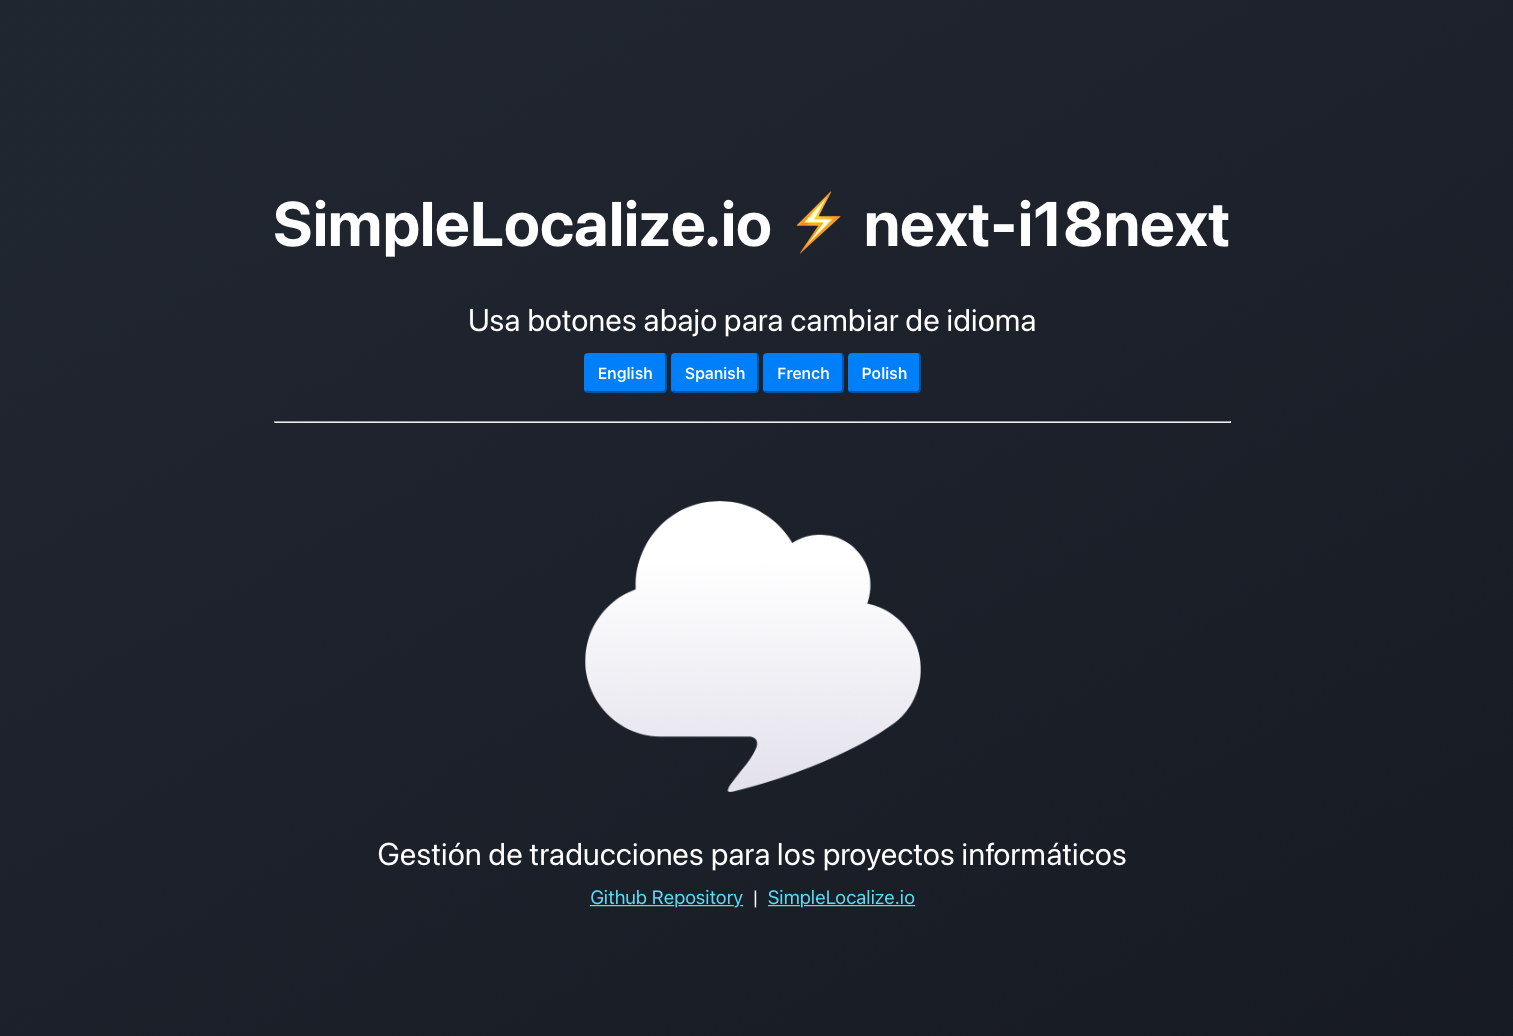 SimpleLocalize.io ⚡ next-i18next
Usa botones abajo para cambiar de idioma
English Spanish French Polish
Gestión de traducciones para los proyectos informáticos
Github Repository | SimpleLocalize.io